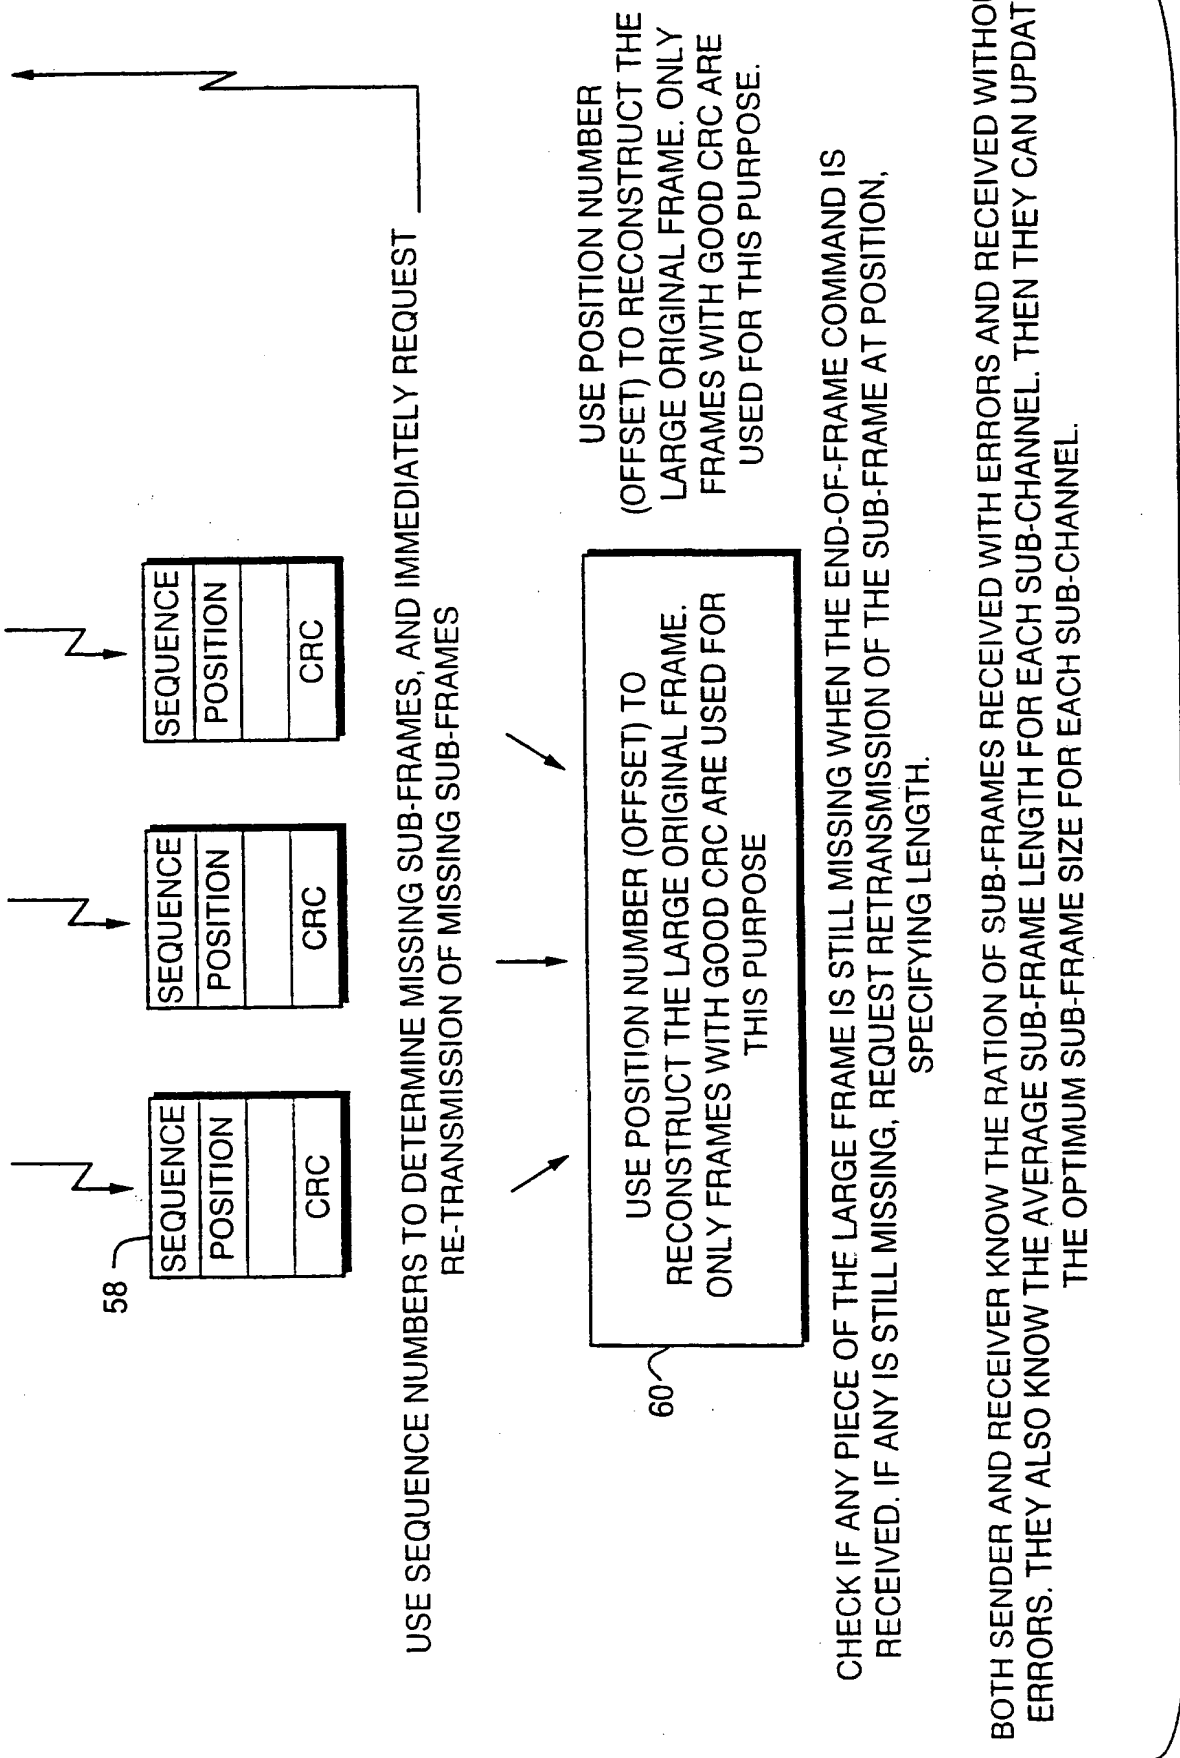 58
SEQUENCE
POSITION
CRC
SEQUENCE
POSITION
CRC
SEQUENCE
POSITION
CRC
USE SEQUENCE NUMBERS TO DETERMINE MISSING SUB-FRAMES, AND IMMEDIATELY REQUEST
RE-TRANSMISSION OF MISSING SUB-FRAMES
60
USE POSITION NUMBER (OFFSET) TO
RECONSTRUCT THE LARGE ORIGINAL FRAME.
ONLY FRAMES WITH GOOD CRC ARE USED FOR
THIS PURPOSE
USE POSITION NUMBER
(OFFSET) TO RECONSTRUCT THE
LARGE ORIGINAL FRAME. ONLY
FRAMES WITH GOOD CRC ARE
USED FOR THIS PURPOSE.
CHECK IF ANY PIECE OF THE LARGE FRAME IS STILL MISSING WHEN THE END-OF-FRAME COMMAND IS
RECEIVED. IF ANY IS STILL MISSING, REQUEST RETRANSMISSION OF THE SUB-FRAME AT POSITION,
SPECIFYING LENGTH.
BOTH SENDER AND RECEIVER KNOW THE RATION OF SUB-FRAMES RECEIVED WITH ERRORS AND RECEIVED WITHOU
ERRORS. THEY ALSO KNOW THE AVERAGE SUB-FRAME LENGTH FOR EACH SUB-CHANNEL. THEN THEY CAN UPDAT
THE OPTIMUM SUB-FRAME SIZE FOR EACH SUB-CHANNEL.